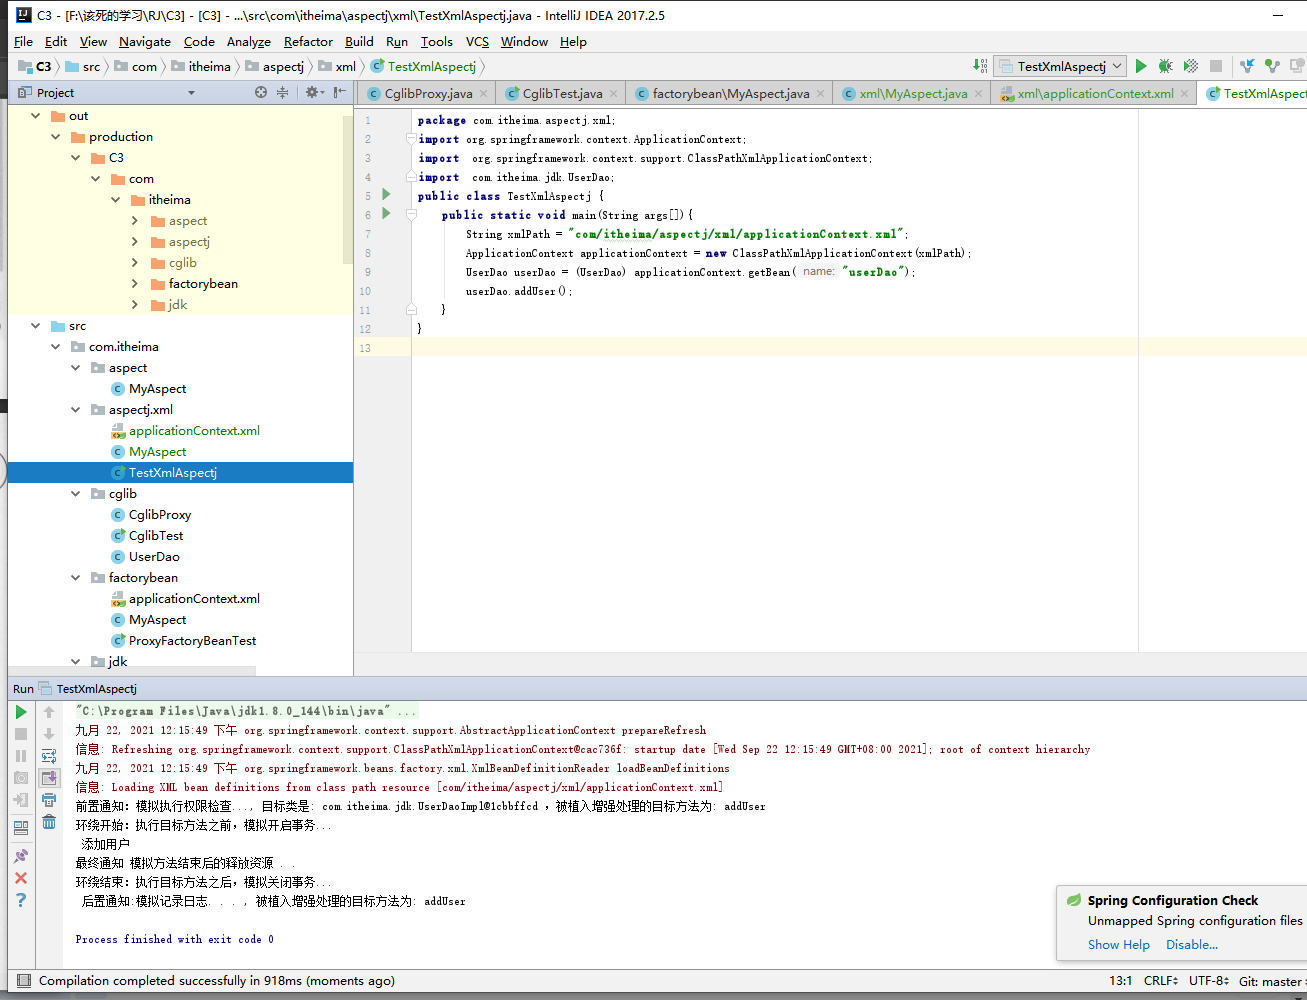 C3 - [F:\该死的学习\RJ\C3] - [C3] - ...\src\com\itheima\aspectj\xml\TestXmlAspectj.java - IntelliJ IDEA 2017.2.5
File Edit View Navigate Code Analyze Refactor Build Run Tools VCS Window Help
C3 src com itheima aspectj xml TestXmlAspectj
TestXmlAspectj
Project
CglibProxy.java CglibTest.java factorybean\MyAspect.java xml\MyAspect.java xml\applicationContext.xml TestXmlAspect
out
production
C3
com
itheima
aspect
aspectj
cglib
factorybean
jdk
src
com.itheima
aspect
MyAspect
aspectj.xml
applicationContext.xml
MyAspect
TestXmlAspectj
cglib
CglibProxy
CglibTest
UserDao
factorybean
applicationContext.xml
MyAspect
ProxyFactoryBeanTest
jdk
1 package com.itheima.aspectj.xml;
2 import org.springframework.context.ApplicationContext;
3 import  org.springframework.context.support.ClassPathXmlApplicationContext;
4 import  com.itheima.jdk.UserDao;
5 public class TestXmlAspectj {
6     public static void main(String args[]){
7         String xmlPath = "com/itheima/aspectj/xml/applicationContext.xml";
8         ApplicationContext applicationContext = new ClassPathXmlApplicationContext(xmlPath);
9         UserDao userDao = (UserDao) applicationContext.getBean( name: "userDao");
10         userDao.addUser();
11     }
12 }
13
Run TestXmlAspectj
"C:\Program Files\Java\jdk1.8.0_144\bin\java" ...
九月 22, 2021 12:15:49 下午 org.springframework.context.support.AbstractApplicationContext prepareRefresh
信息: Refreshing org.springframework.context.support.ClassPathXmlApplicationContext@cac736f: startup date [Wed Sep 22 12:15:49 GMT+08:00 2021]; root of context hierarchy
九月 22, 2021 12:15:49 下午 org.springframework.beans.factory.xml.XmlBeanDefinitionReader loadBeanDefinitions
信息: Loading XML bean definitions from class path resource [com/itheima/aspectj/xml/applicationContext.xml]
前置通知: 模拟执行权限检查..., 目标类是: com.itheima.jdk.UserDaoImpl@1cbbffcd ，被植入增强处理的目标方法为: addUser
环绕开始: 执行目标方法之前, 模拟开启事务...
添加用户
最终通知 模拟方法结束后的释放资源 . .
环绕结束: 执行目标方法之后, 模拟关闭事务...
后置通知:模拟记录日志. . . , 被植入增强处理的目标方法为: addUser
Process finished with exit code 0
Spring Configuration Check
Unmapped Spring configuration files
Show Help Disable...
Compilation completed successfully in 918ms (moments ago)
13:1 CRLF UTF-8 Git: master